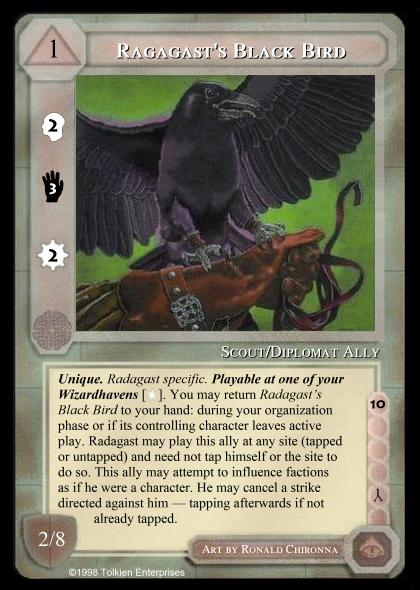 1
RAGAGAST'S BLACK BIRD
2
3
2
SCOUT/DIPLOMAT ALLY
Unique. Radagast specific. Playable at one of your
Wizardhavens [☀]. You may return Radagast's
Black Bird to your hand: during your organization
phase or if its controlling character leaves active
play. Radagast may play this ally at any site (tapped
or untapped) and need not tap himself or the site to
do so. This ally may attempt to influence factions
as if he were a character. He may cancel a strike
directed against him — tapping afterwards if not
already tapped.
10
2/8
ART BY RONALD CHIRONNA
©1998 Tolkien Enterprises